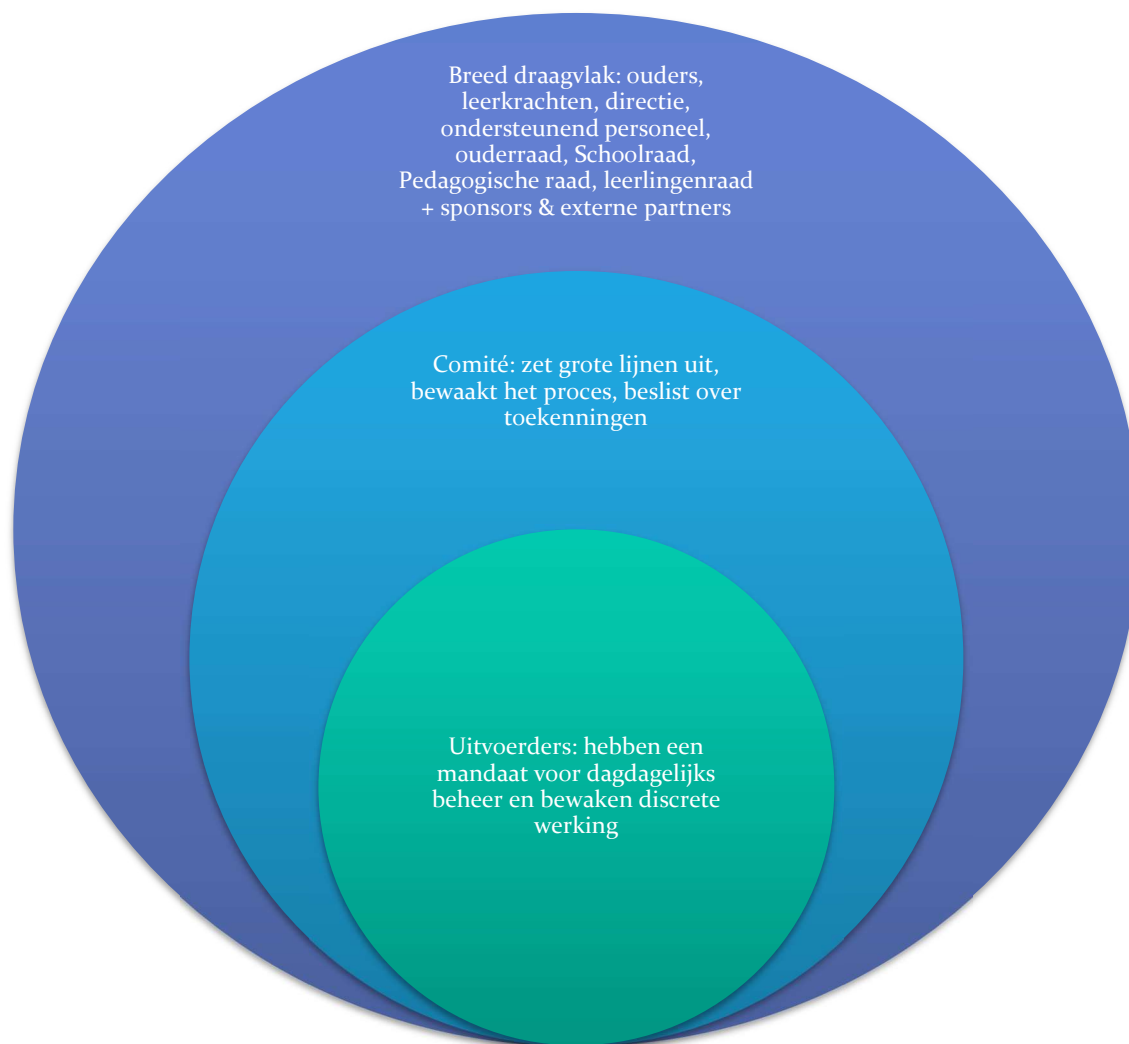 Breed draagvlak: ouders,
leerkrachten, directie,
ondersteunend personeel,
ouderraad, Schoolraad,
Pedagogische raad, leerlingenraad
+ sponsors & externe partners
Comité: zet grote lijnen uit,
bewaakt het proces, beslist over
toekenningen
Uitvoerders: hebben een
mandaat voor dagdagelijks
beheer en bewaken discrete
werking